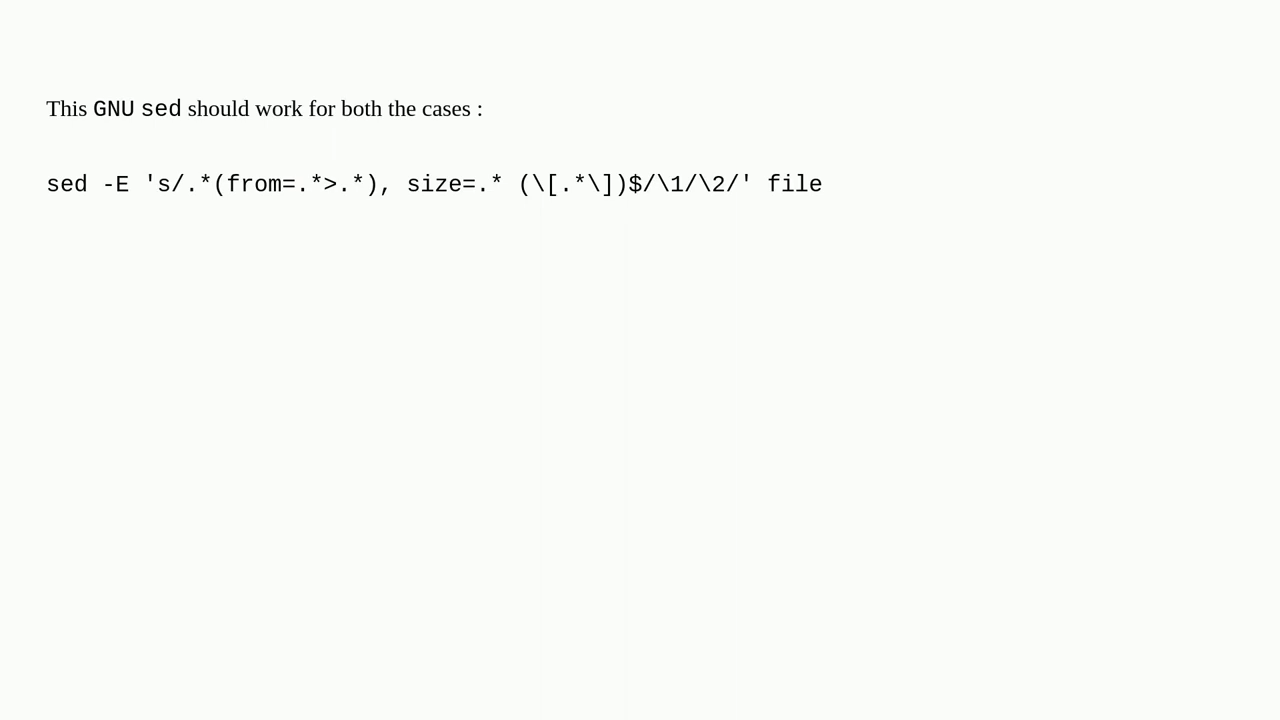 This GNU sed should work for both the cases :
sed -E 's/.*(from=.*>.*), size=.* (\[.*\])$/\1/\2/' file